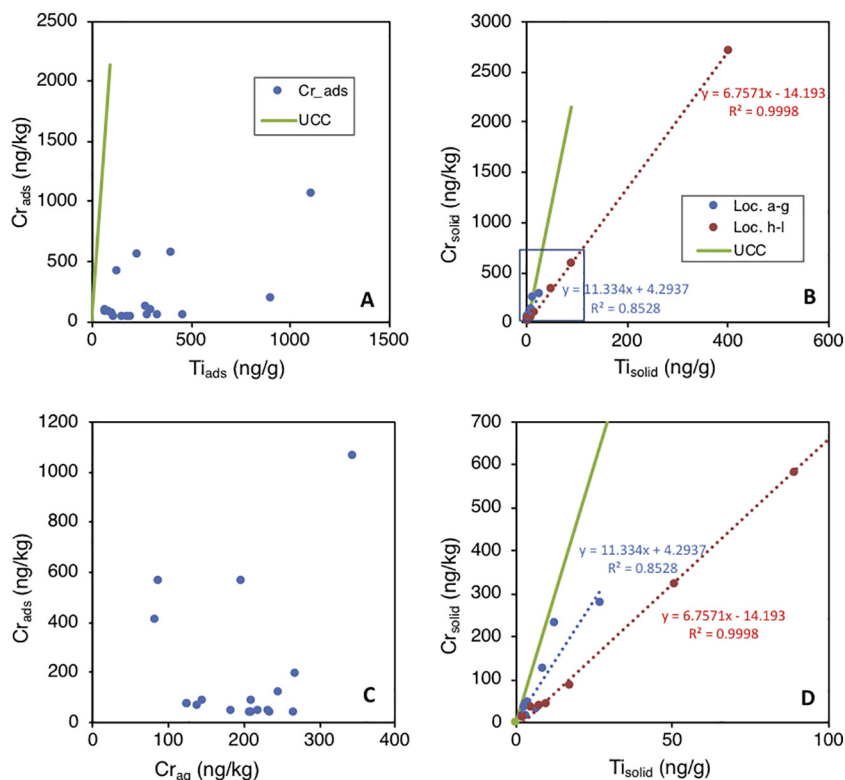 2500
2000
1500
1000
500
0
Cr_ads
UCC
A
0
500
1000
1500
Cr_ads (ng/kg)
Ti_ads (ng/g)
3000
2500
2000
1500
1000
500
0
y = 6.7571x - 14.193
R² = 0.9998
Loc. a-g
Loc. h-l
UCC
y = 11.334x + 4.2937
R² = 0.8528
B
0
200
400
600
Cr_solid (ng/kg)
Ti_solid (ng/g)
1200
1000
800
600
400
200
0
C
0
100
200
300
400
Cr_ads (ng/kg)
Cr_aq (ng/kg)
700
600
500
400
300
200
100
0
y = 11.334x + 4.2937
R² = 0.8528
y = 6.7571x - 14.193
R² = 0.9998
D
0
50
100
Cr_solid (ng/kg)
Ti_solid (ng/g)